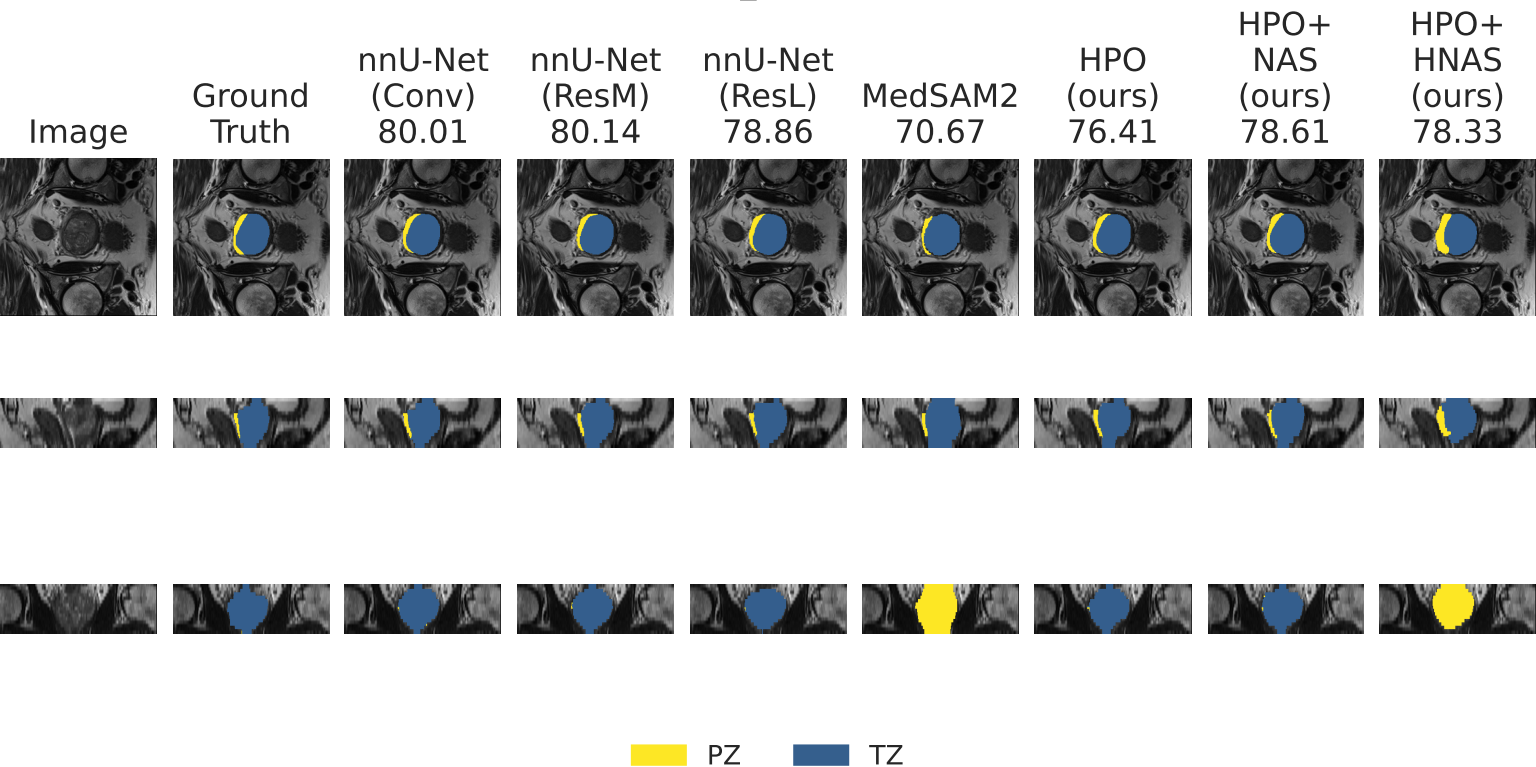 Image
Ground
Truth
nnU-Net
(Conv)
80.01
nnU-Net
(ResM)
80.14
nnU-Net
(ResL)
78.86
MedSAM2
70.67
HPO
(ours)
76.41
HPO+
NAS
(ours)
78.61
HPO+
HNAS
(ours)
78.33
PZ
TZ